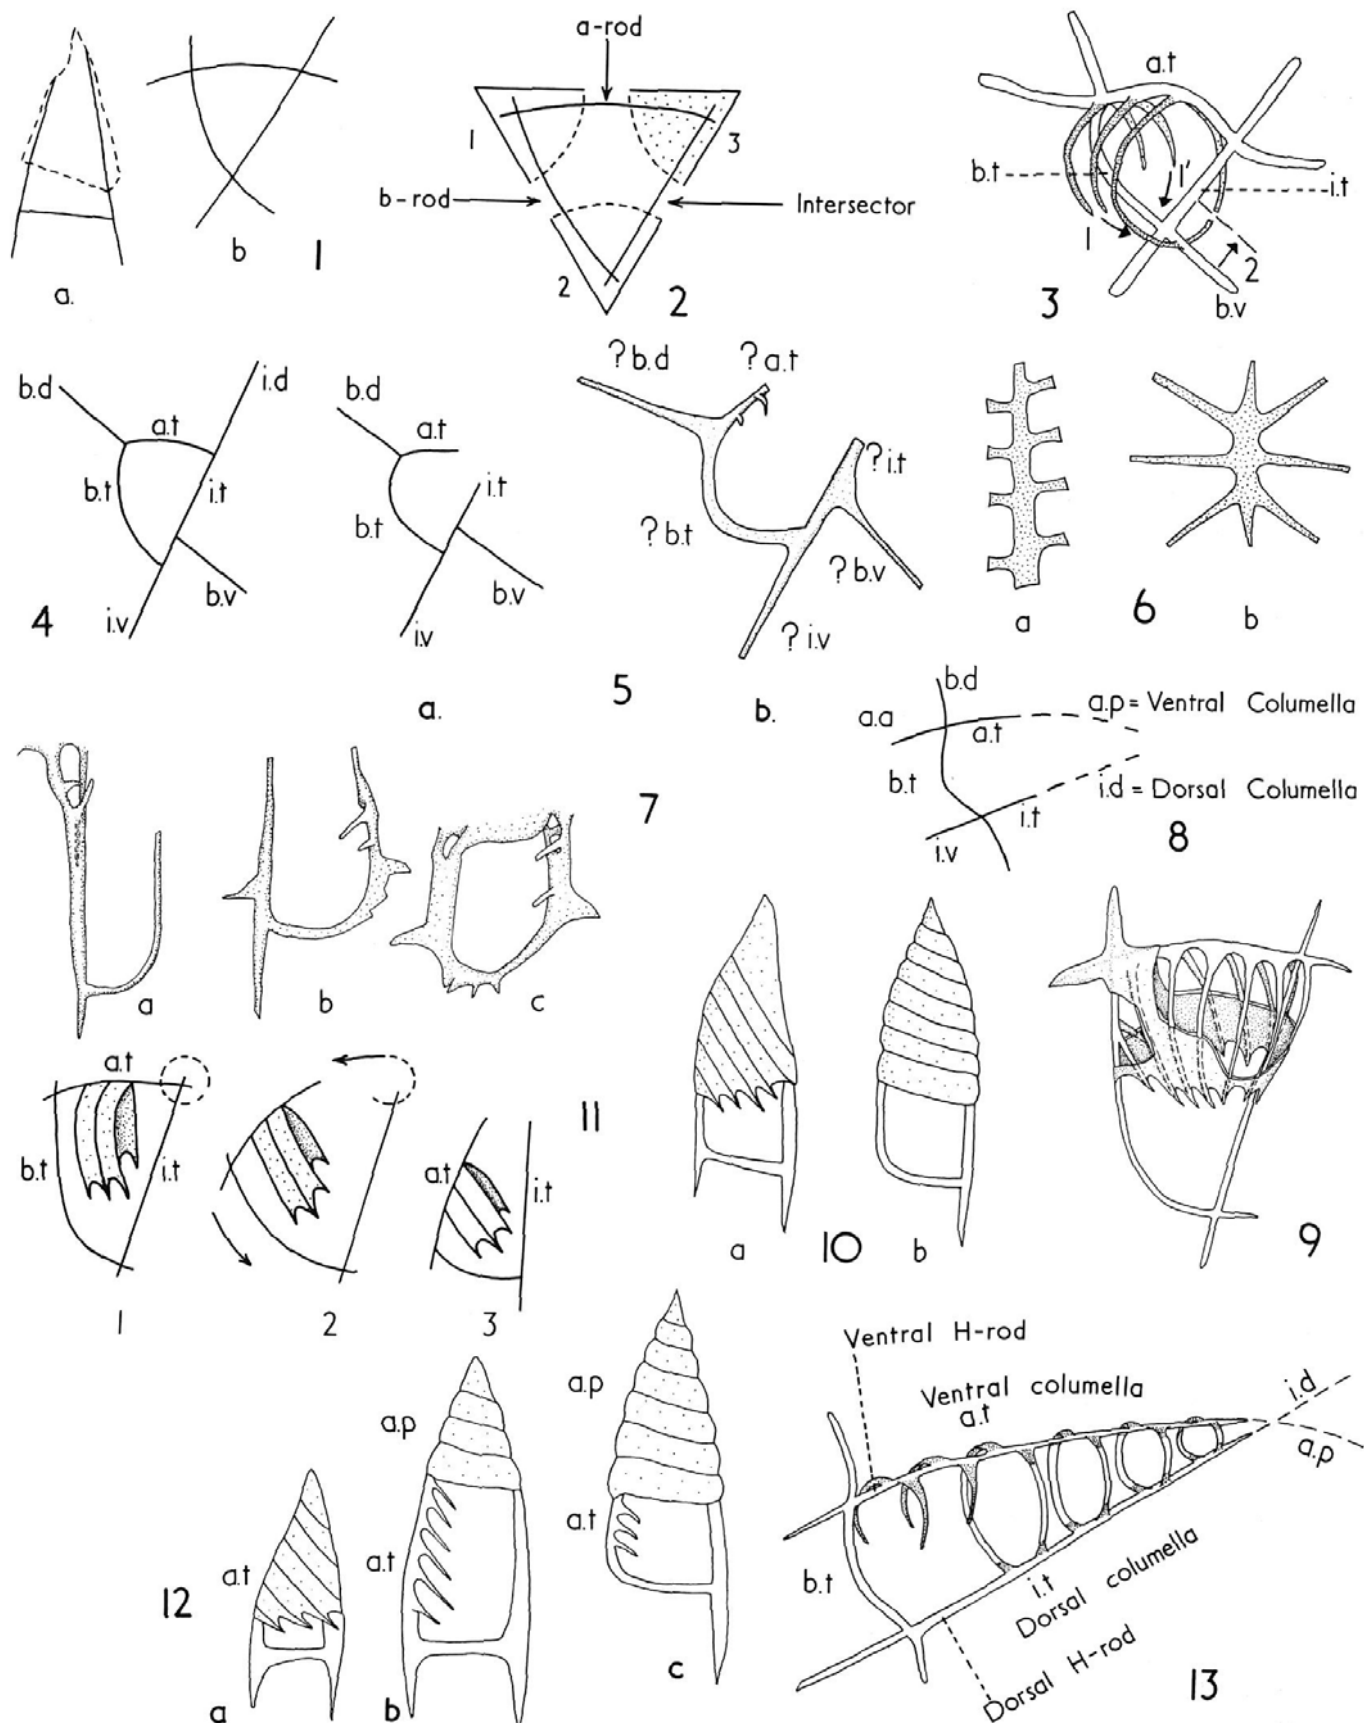 a.
b
1
a-rod
1
3
b-rod
Intersector
2
2
a.t
b.t
1'
i.t
1
2
b.v
3
b.d
i.d
a.t
b.t
i.t
b.v
i.v
4
b.d
a.t
i.t
b.t
b.v
i.v
a.
5
?b.d
?a.t
?i.t
?b.t
?b.v
?i.v
b.
a
6
b
b.d
a.a
a.t
a.p = Ventral Columella
b.t
i.d = Dorsal Columella
i.t
i.v
8
7
a
b
c
a.t
b.t
i.t
1
2
a.t
i.t
3
11
a
10
b
9
a.t
12
a
a.p
a.t
b
a.p
a.t
c
Ventral H-rod
Ventral columella
a.t
i.d
a.p
b.t
i.t
Dorsal columella
Dorsal H-rod
13